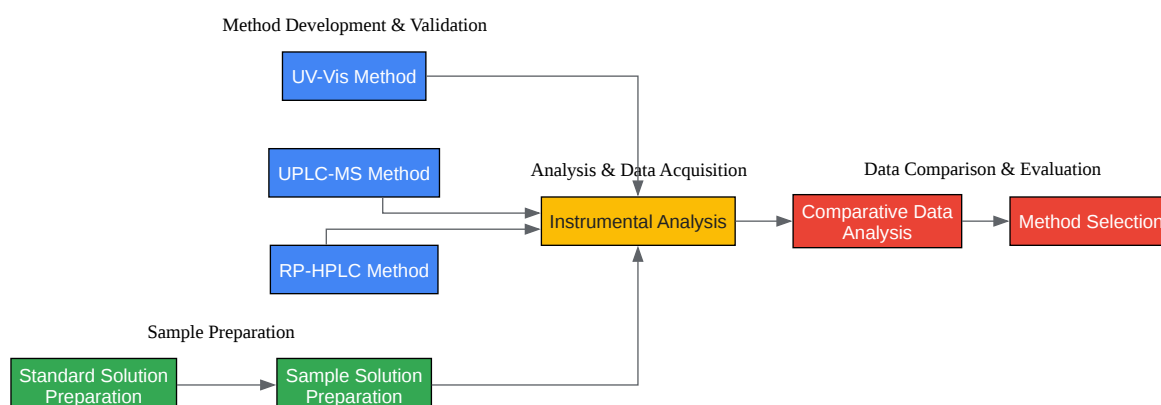 Method Development & Validation
UV-Vis Method
UPLC-MS Method
RP-HPLC Method
Sample Preparation
Standard Solution
Preparation
Sample Solution
Preparation
Analysis & Data Acquisition
Instrumental Analysis
Data Comparison & Evaluation
Comparative Data
Analysis
Method Selection